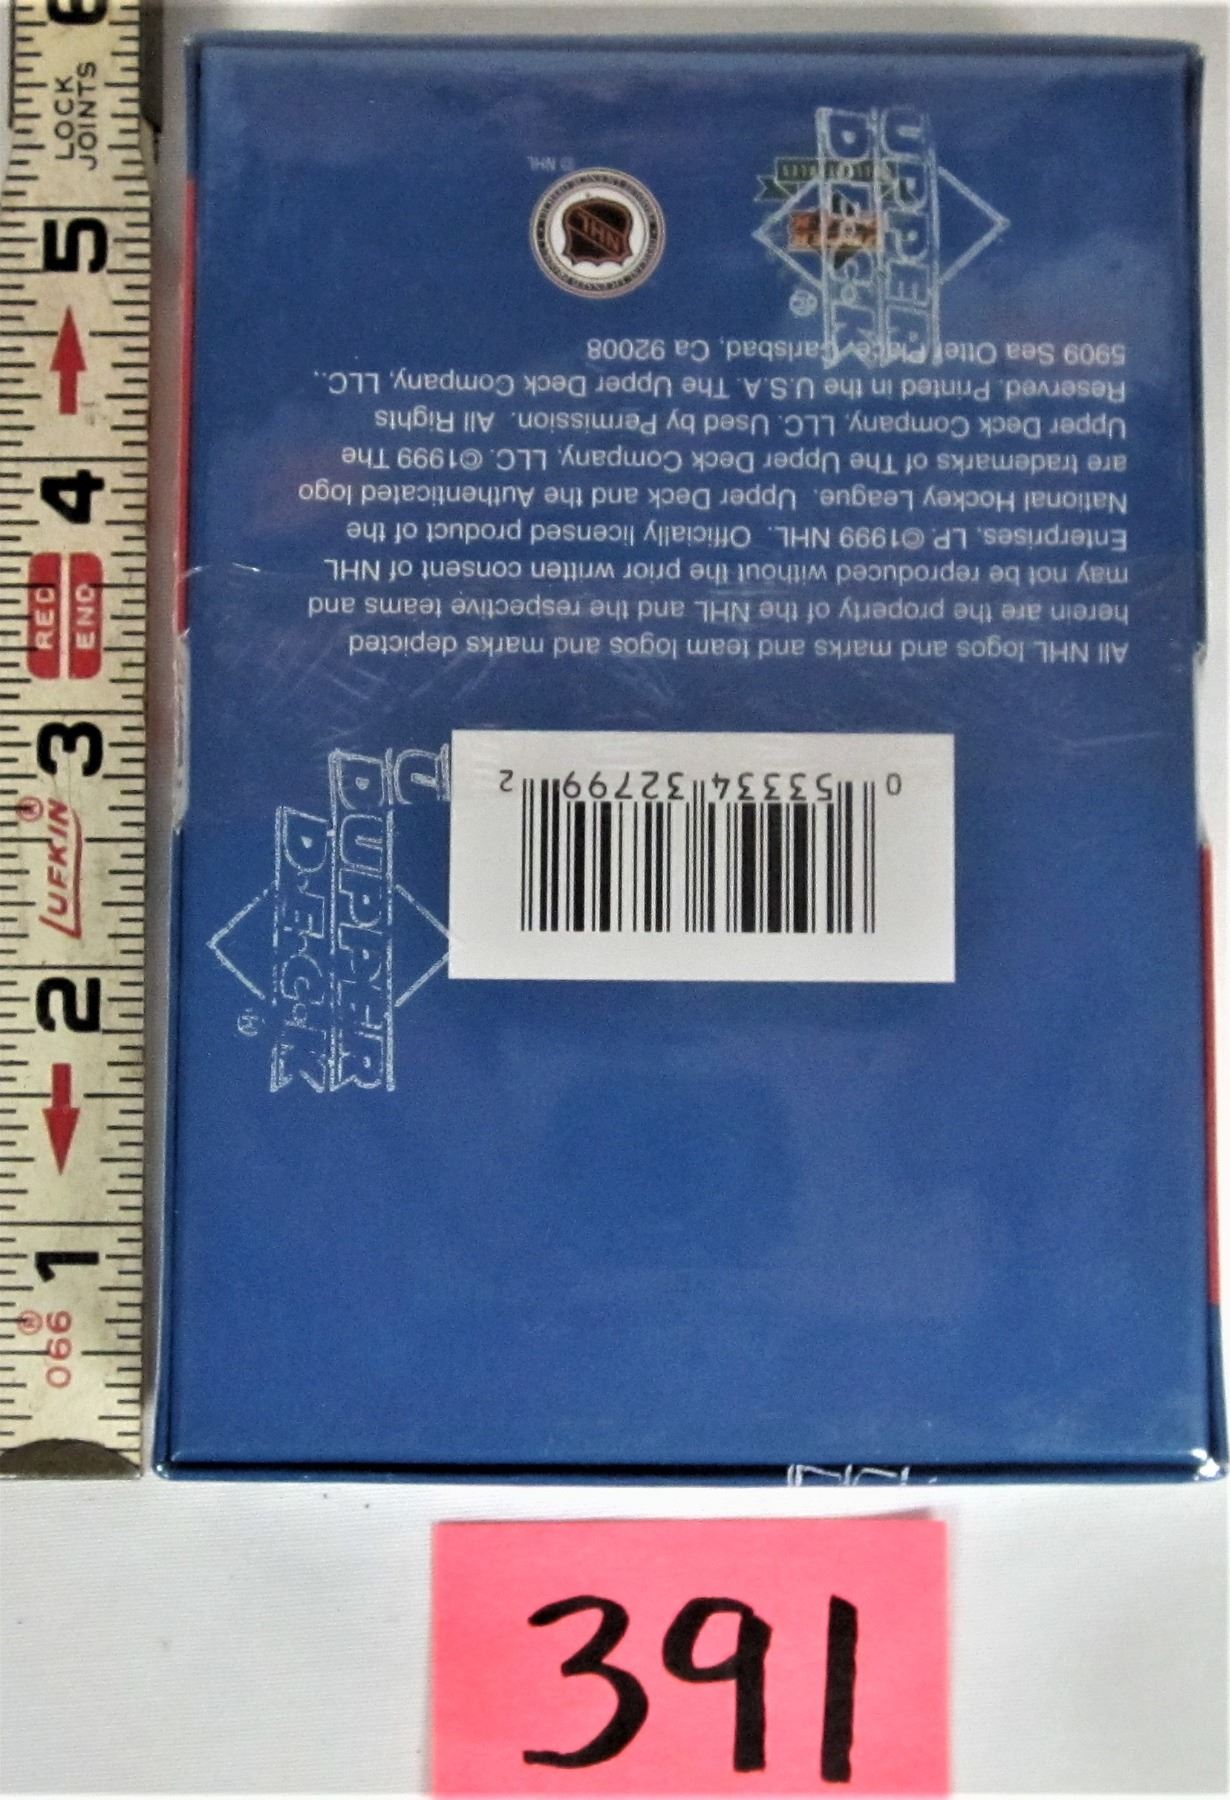 All NHL logos and marks and team logos and marks depicted
herein are the property of the NHL and the respective teams and
may not be reproduced without the prior written consent of NHL
Enterprises, LP. ©1999 NHL. Officially licensed product of the
National Hockey League. Upper Deck and the Authenticated logo
are trademarks of The Upper Deck Company, LLC. ©1999 The
Upper Deck Company, LLC. Used by Permission. All Rights
Reserved. Printed in the U.S.A. The Upper Deck Company, LLC.,
5909 Sea Otter Place, Carlsbad, Ca 92008
© NHL
NHL
UPPER
DECK
®
0 53334 32799 2
U
UPPER
DECK
®
6
LOCK
JOINTS
5
4
RED
END
3
LUFKIN®
2
1
066®
391